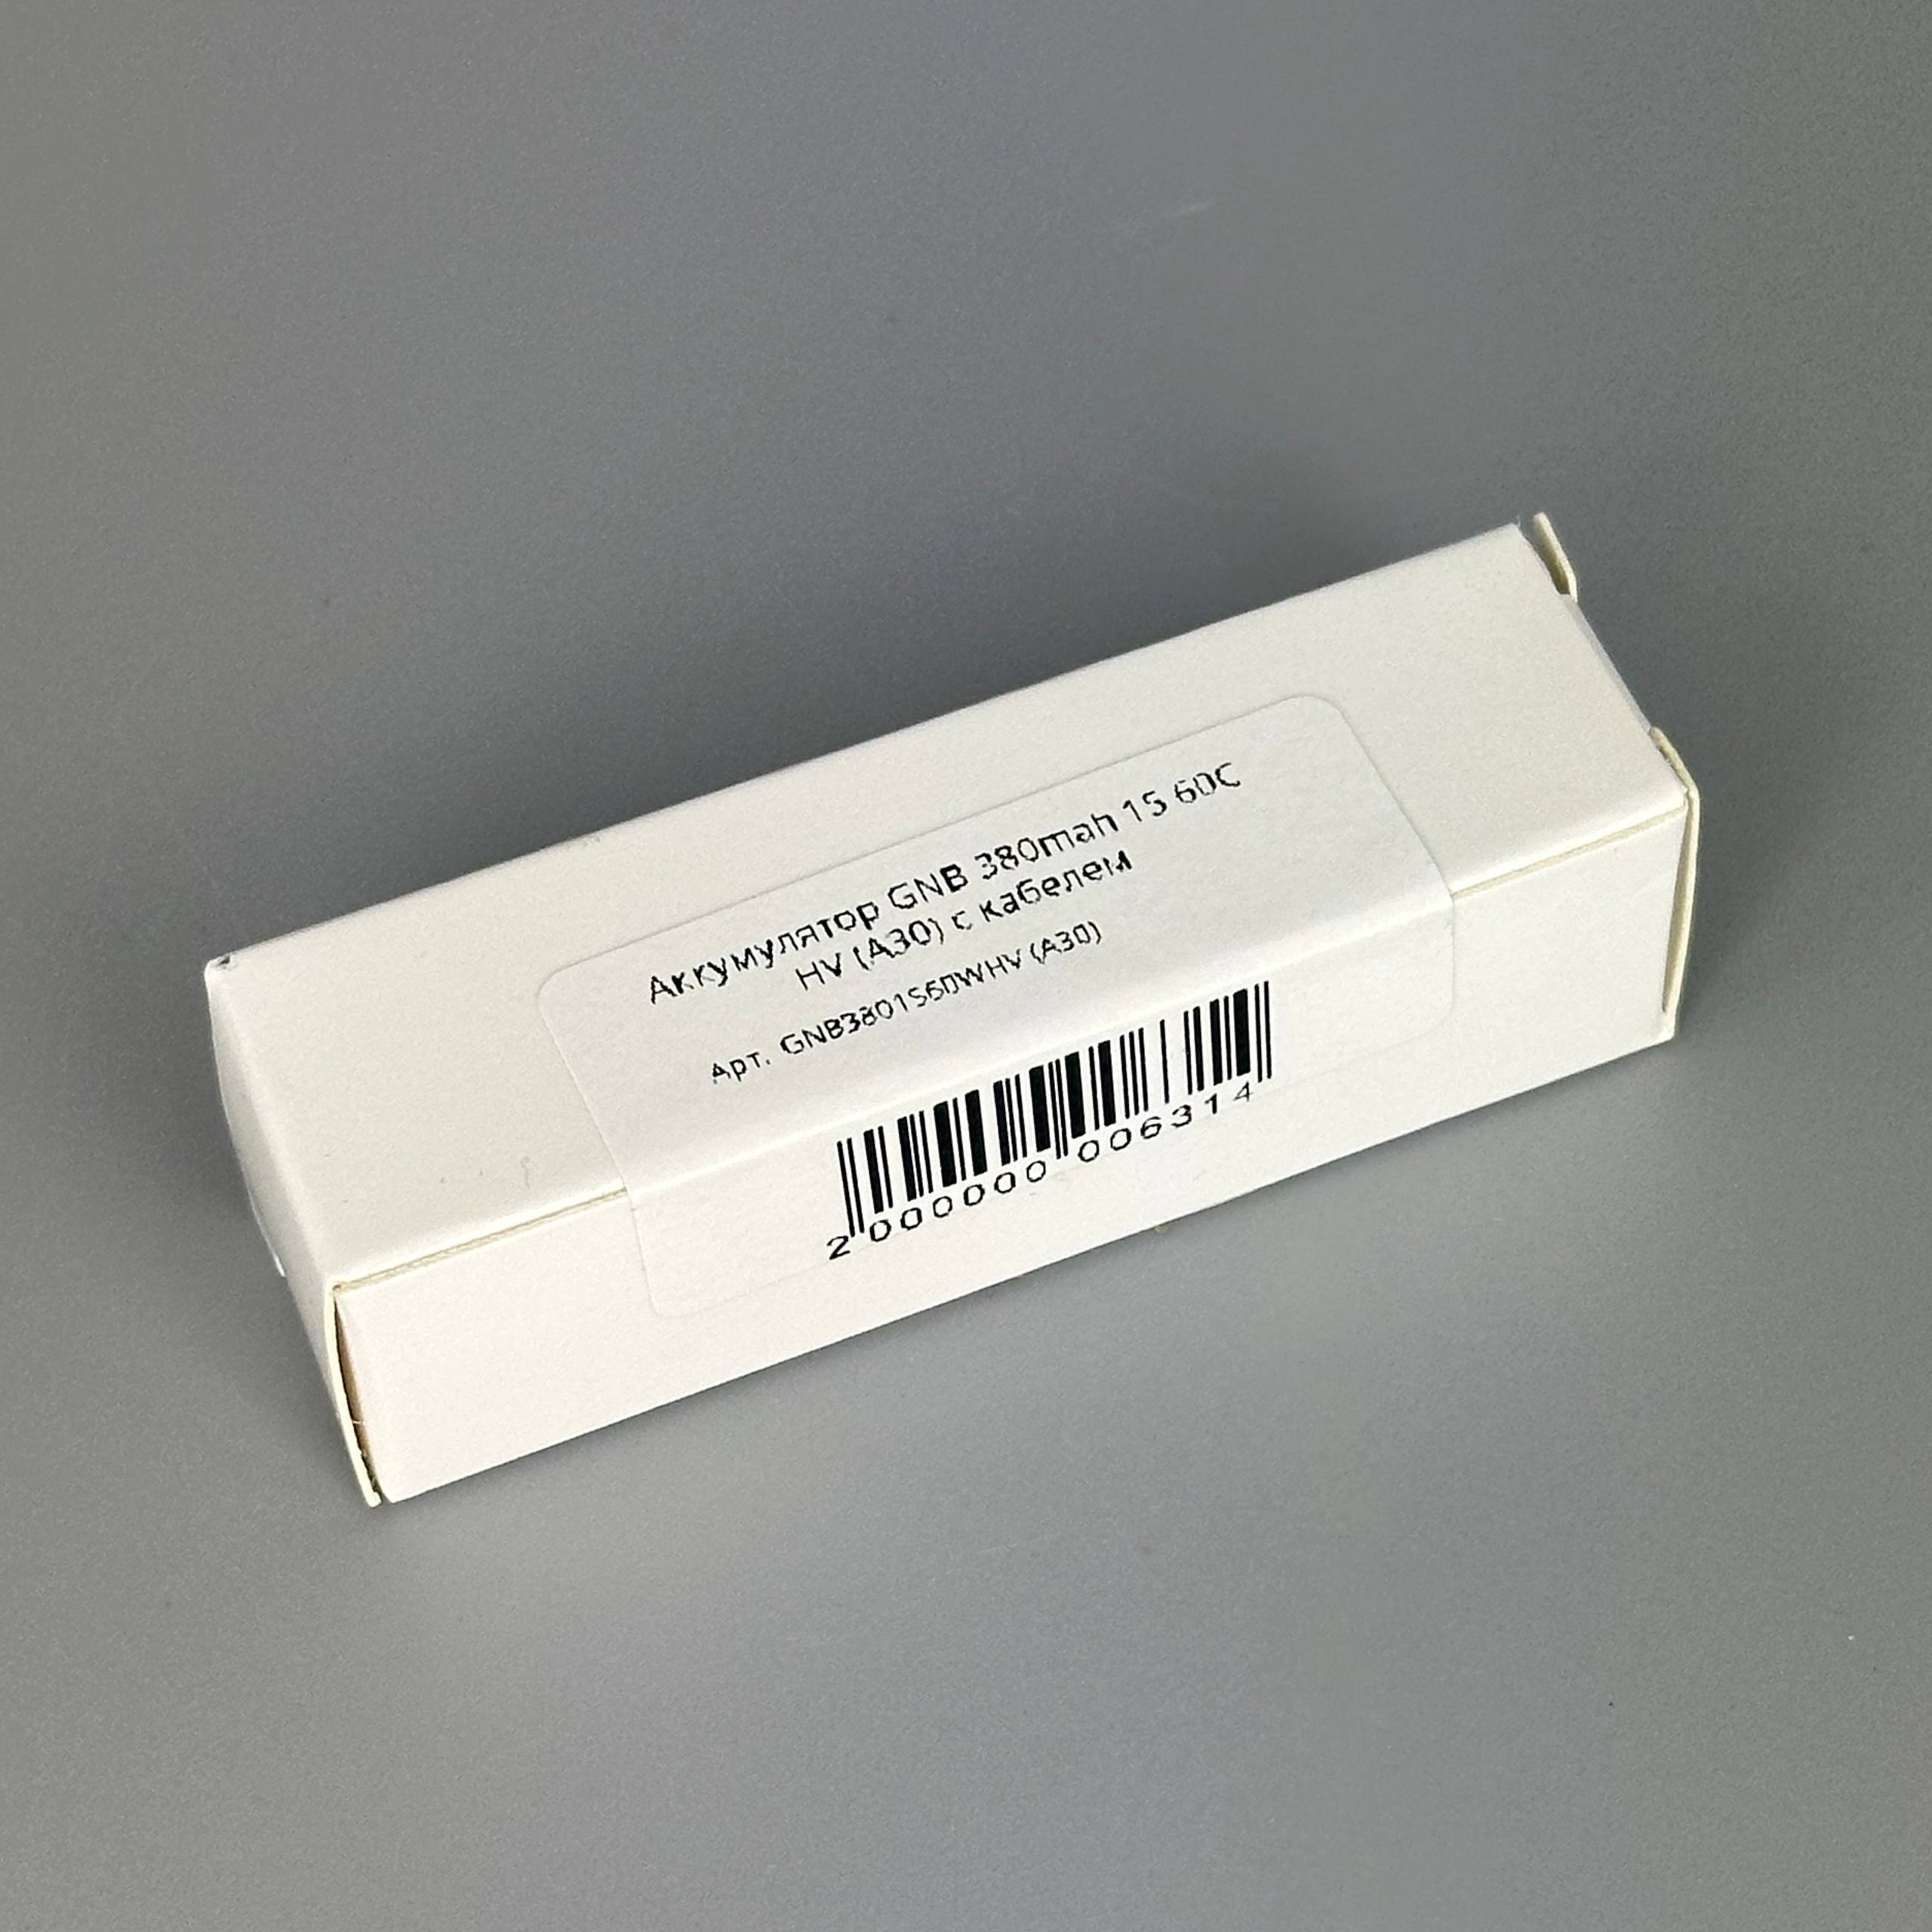 Аккумулятор GNB 380mah 1S 60C
HV (A30) с кабелем
Арт. GNB3801S60WHV (A30)
2 000000 006314